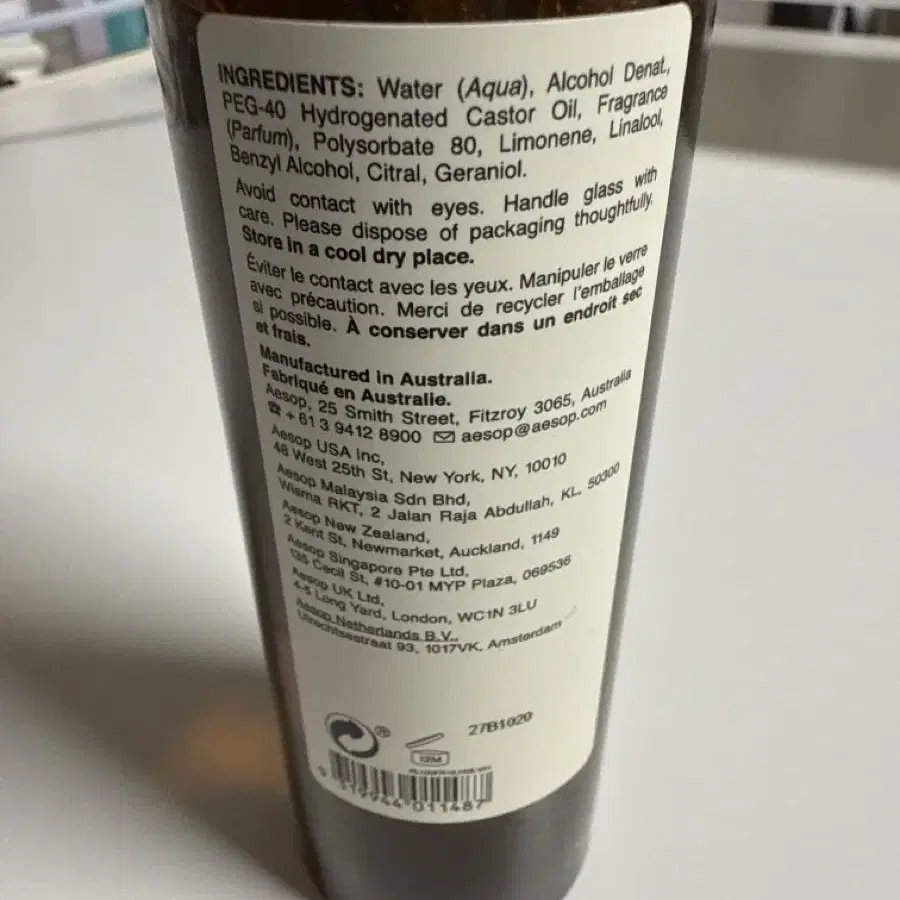 INGREDIENTS: Water (Aqua), Alcohol Denat.,
PEG-40 Hydrogenated Castor Oil, Fragrance
(Parfum), Polysorbate 80, Limonene, Linalool,
Benzyl Alcohol, Citral, Geraniol.
Avoid contact with eyes. Handle glass with
care. Please dispose of packaging thoughtfully.
Store in a cool dry place.
Éviter le contact avec les yeux. Manipuler le verre
avec précaution. Merci de recycler l'emballage
si possible. À conserver dans un endroit sec
et frais.
Manufactured in Australia.
Fabriqué en Australie.
Aesop, 25 Smith Street, Fitzroy 3065, Australia
☎ +61 3 9412 8900 ✉ aesop@aesop.com
Aesop USA Inc,
48 West 25th St, New York, NY, 10010
Aesop Malaysia Sdn Bhd,
Wisma RKT, 2 Jalan Raja Abdullah, KL. 50300
Aesop New Zealand,
2 Kent St, Newmarket, Auckland, 1149
Aesop Singapore Pte Ltd,
135 Cecil St, #10-01 MYP Plaza, 069536
Aesop UK Ltd,
4-5 Long Yard, London, WC1N 3LU
Aesop Netherlands B.V.,
Utrechtsestraat 93, 1017VK, Amsterdam
®
27B1020
12M
9 319944 011487